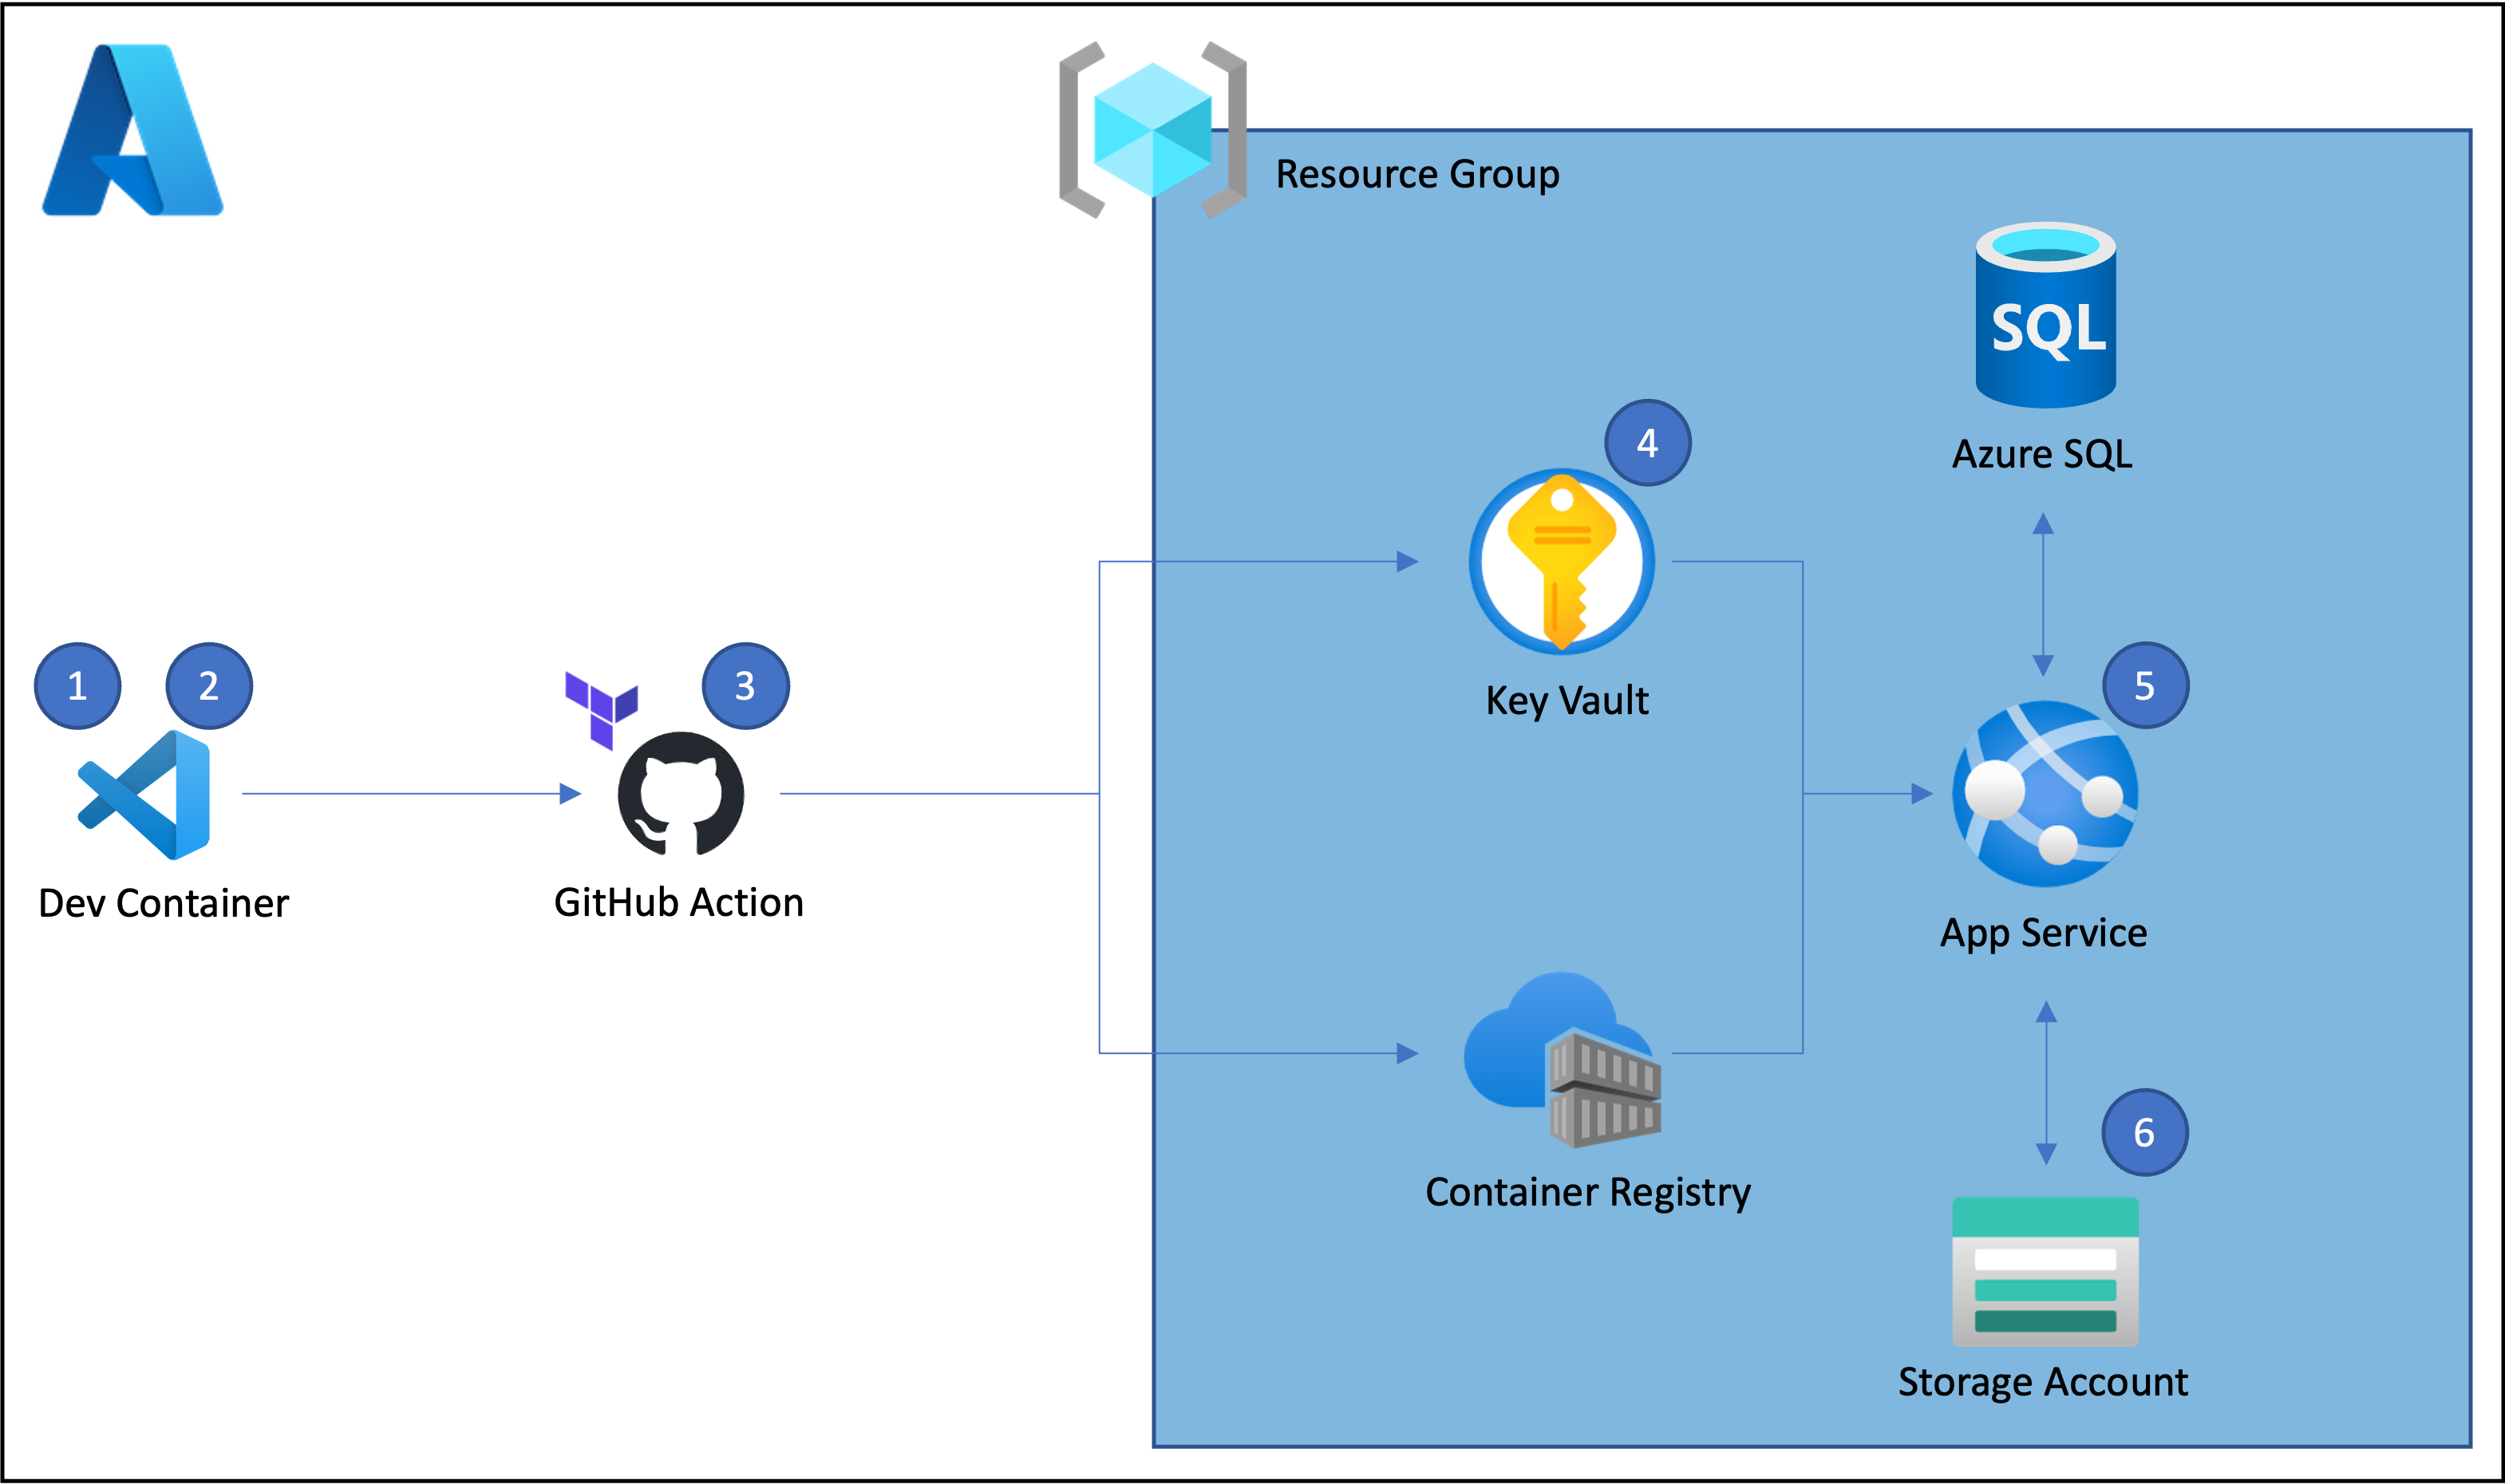 Resource Group
SQL
Azure SQL
4
Key Vault
1
2
3
5
Dev Container
GitHub Action
App Service
Container Registry
6
Storage Account